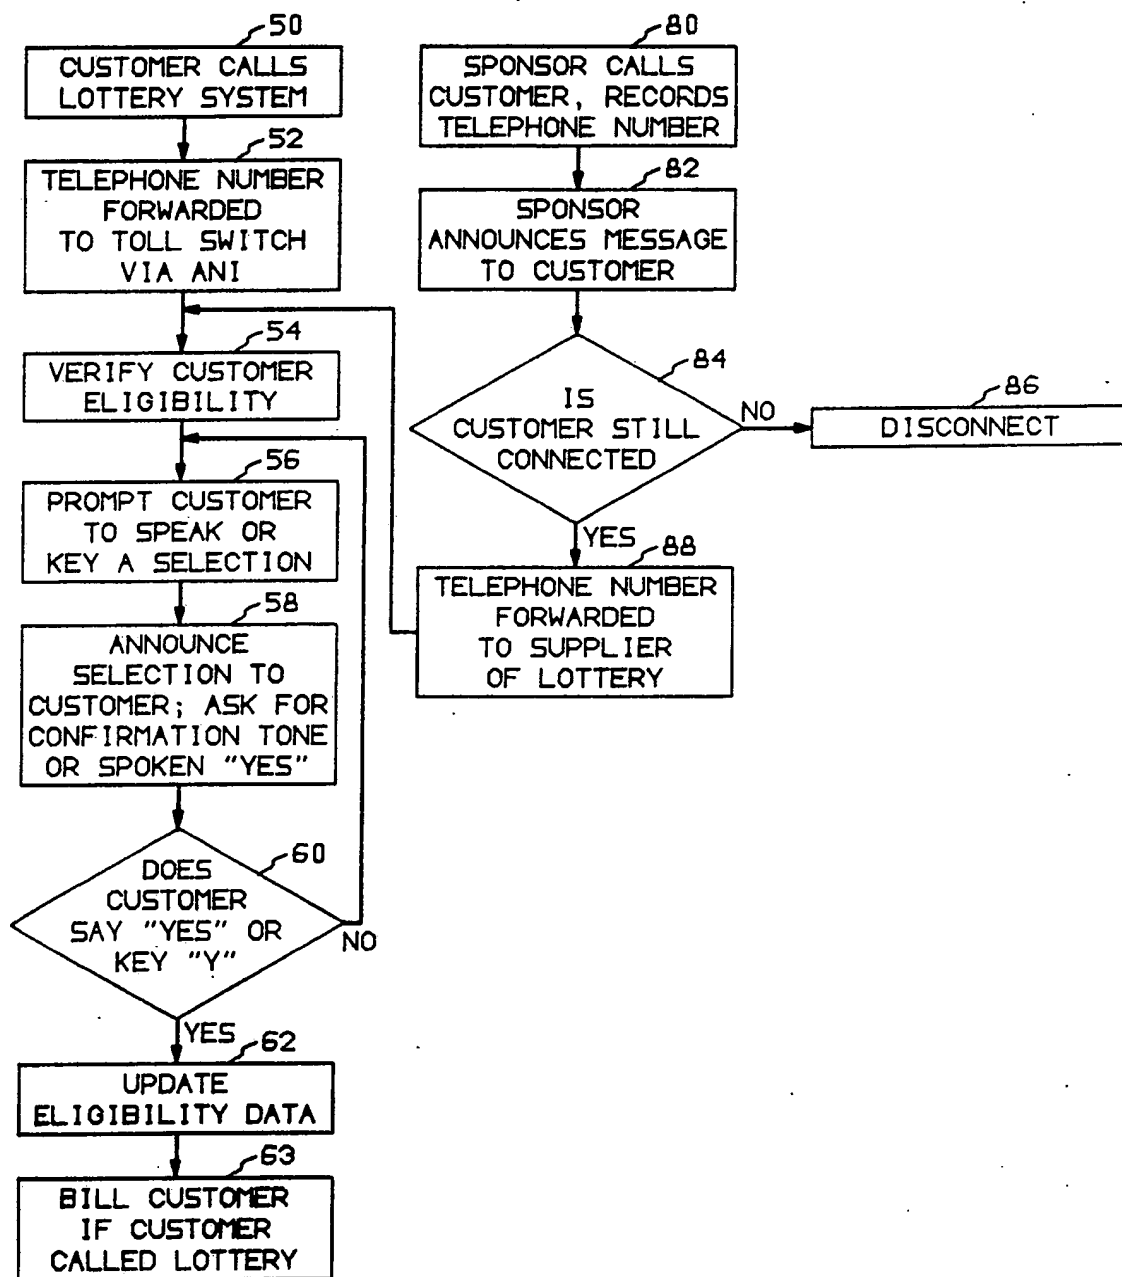 50
CUSTOMER CALLS
LOTTERY SYSTEM
52
TELEPHONE NUMBER
FORWARDED
TO TOLL SWITCH
VIA ANI
54
VERIFY CUSTOMER
ELIGIBILITY
56
PROMPT CUSTOMER
TO SPEAK OR
KEY A SELECTION
58
ANNOUNCE
SELECTION TO
CUSTOMER; ASK FOR
CONFIRMATION TONE
OR SPOKEN "YES"
60
DOES
CUSTOMER
SAY "YES" OR
KEY "Y"
NO
YES
62
UPDATE
ELIGIBILITY DATA
63
BILL CUSTOMER
IF CUSTOMER
CALLED LOTTERY
80
SPONSOR CALLS
CUSTOMER, RECORDS
TELEPHONE NUMBER
82
SPONSOR
ANNOUNCES MESSAGE
TO CUSTOMER
84
IS
CUSTOMER STILL
CONNECTED
NO
86
DISCONNECT
YES
88
TELEPHONE NUMBER
FORWARDED
TO SUPPLIER
OF LOTTERY